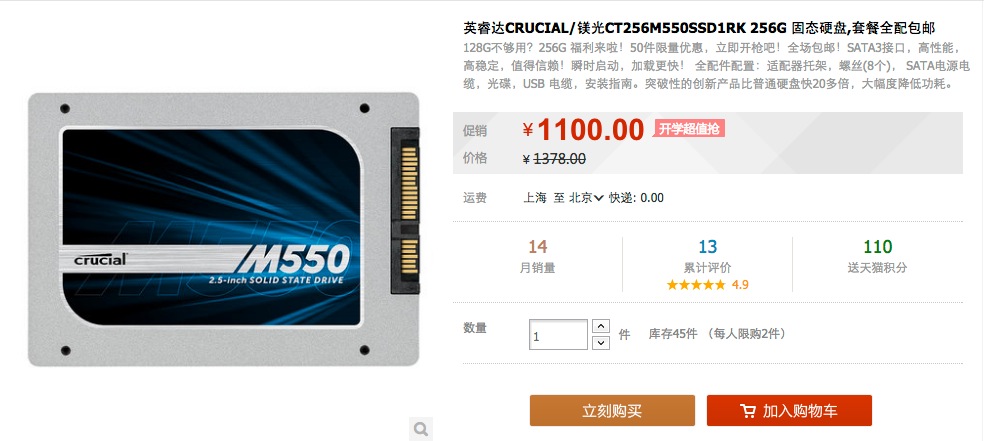 英睿达CRUCIAL/镁光CT256M550SSD1RK 256G 固态硬盘,套餐全配包邮
128G不够用？256G 福利来啦！50件限量优惠，立即开枪吧！全场包邮！SATA3接口，高性能，
高稳定，值得信赖！瞬时启动，加载更快！ 全配件配置：适配器托架，螺丝(8个)， SATA电源电
缆，光碟，USB 电缆，安装指南。突破性的创新产品比普通硬盘快20多倍，大幅度降低功耗。
促销 ¥1100.00 开学超值抢
价格 ¥1378.00
运费 上海 至 北京 快递: 0.00
14 13 110
月销量 累计评价 送天猫积分
4.9
数量 1 件 库存45件 （每人限购2件）
立刻购买 加入购物车
M550
crucial M550
2.5-inch SOLID STATE DRIVE